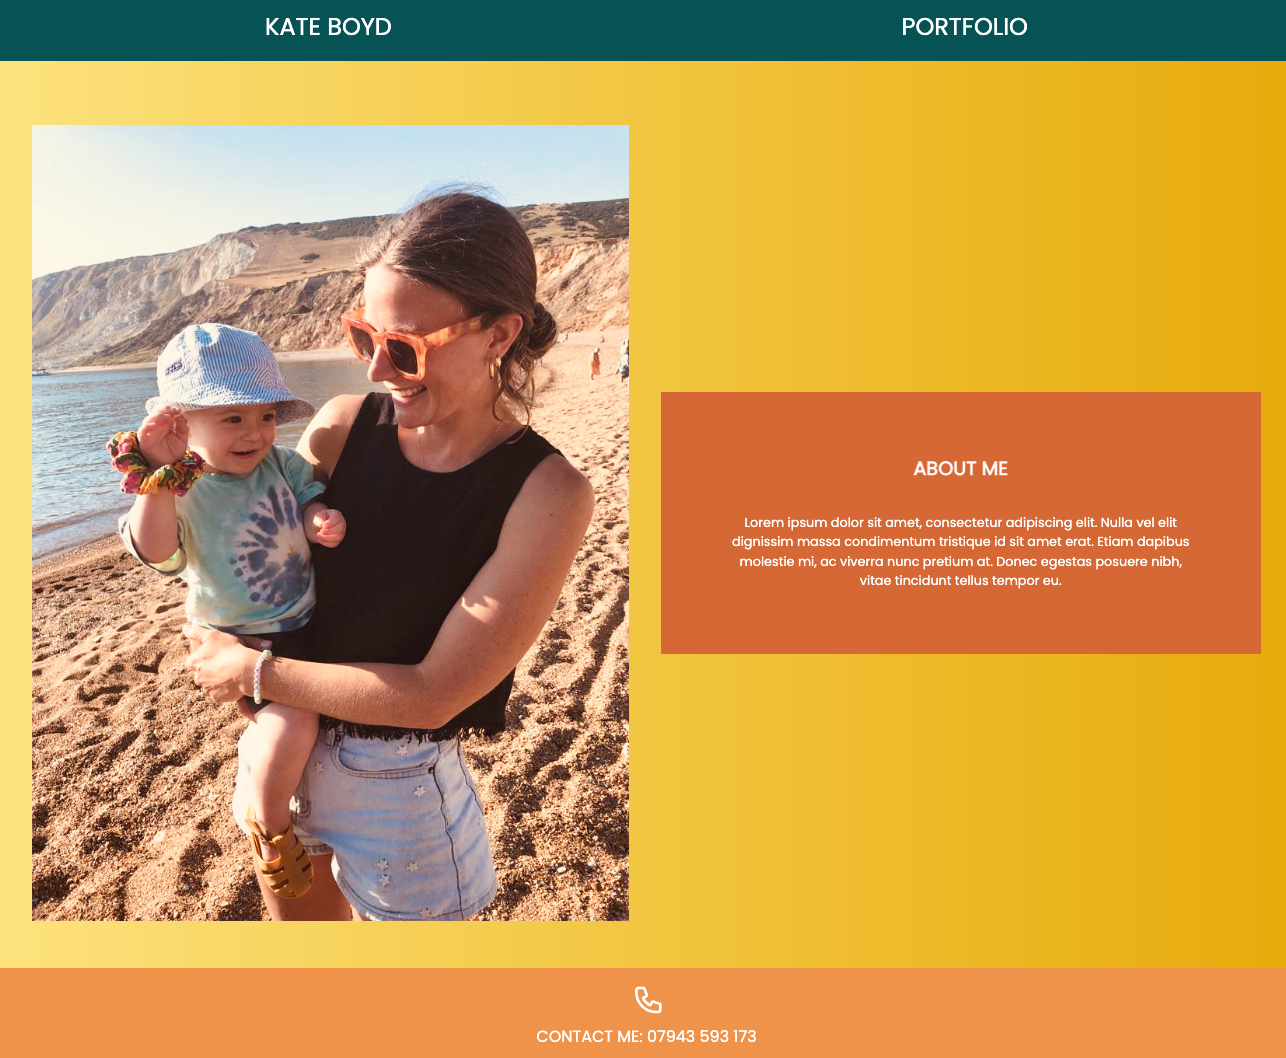 KATE BOYD
PORTFOLIO
ABOUT ME
Lorem ipsum dolor sit amet, consectetur adipiscing elit. Nulla vel elit
dignissim massa condimentum tristique id sit amet erat. Etiam dapibus
molestie mi, ac viverra nunc pretium at. Donec egestas posuere nibh,
vitae tincidunt tellus tempor eu.
CONTACT ME: 07943 593 173